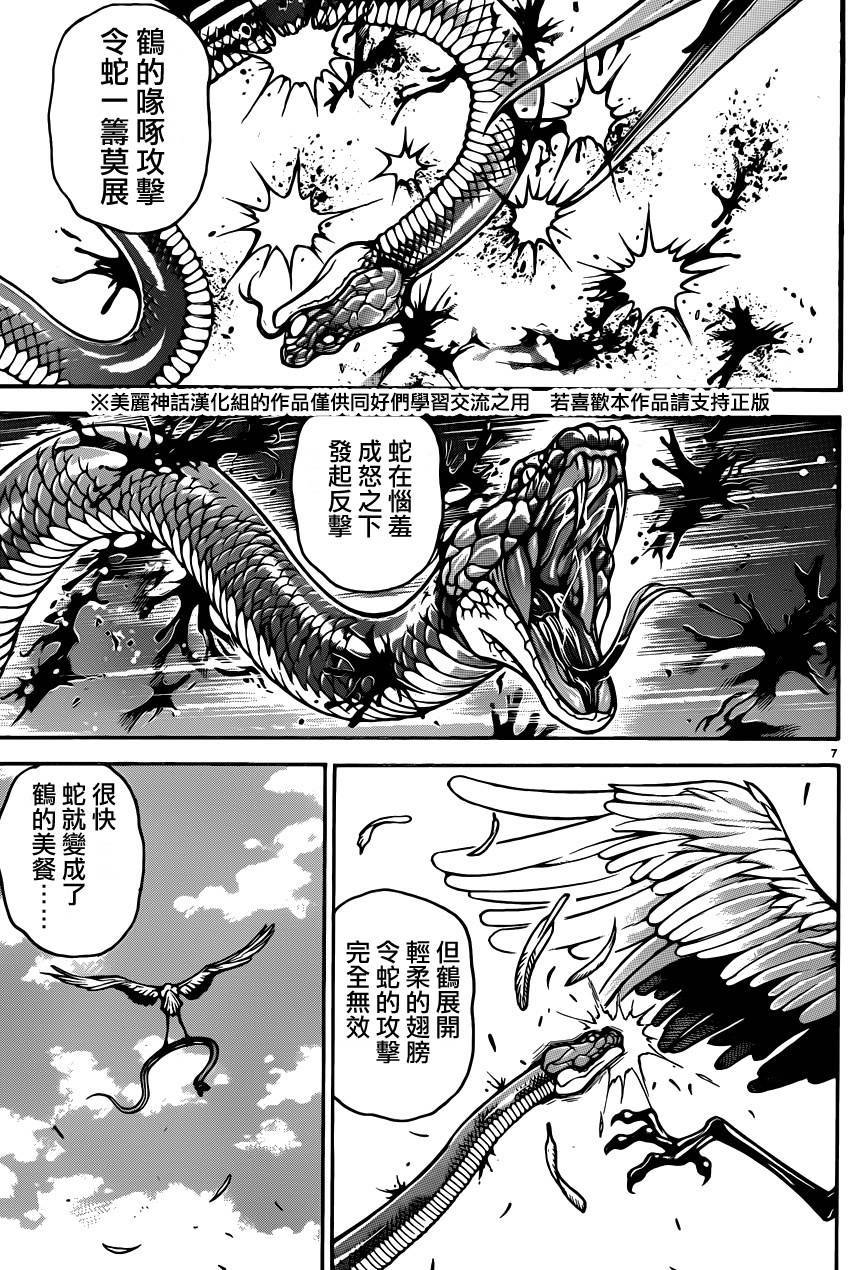 鶴的喙啄攻擊
令蛇一籌莫展
※美麗神話漢化組的作品僅供同好們學習交流之用　若喜歡本作品請支持正版
蛇在惱羞
成怒之下
發起反擊
7
但鶴展開
輕柔的翅膀
令蛇的攻擊
完全無效
很快
蛇就變成了
鶴的美餐……